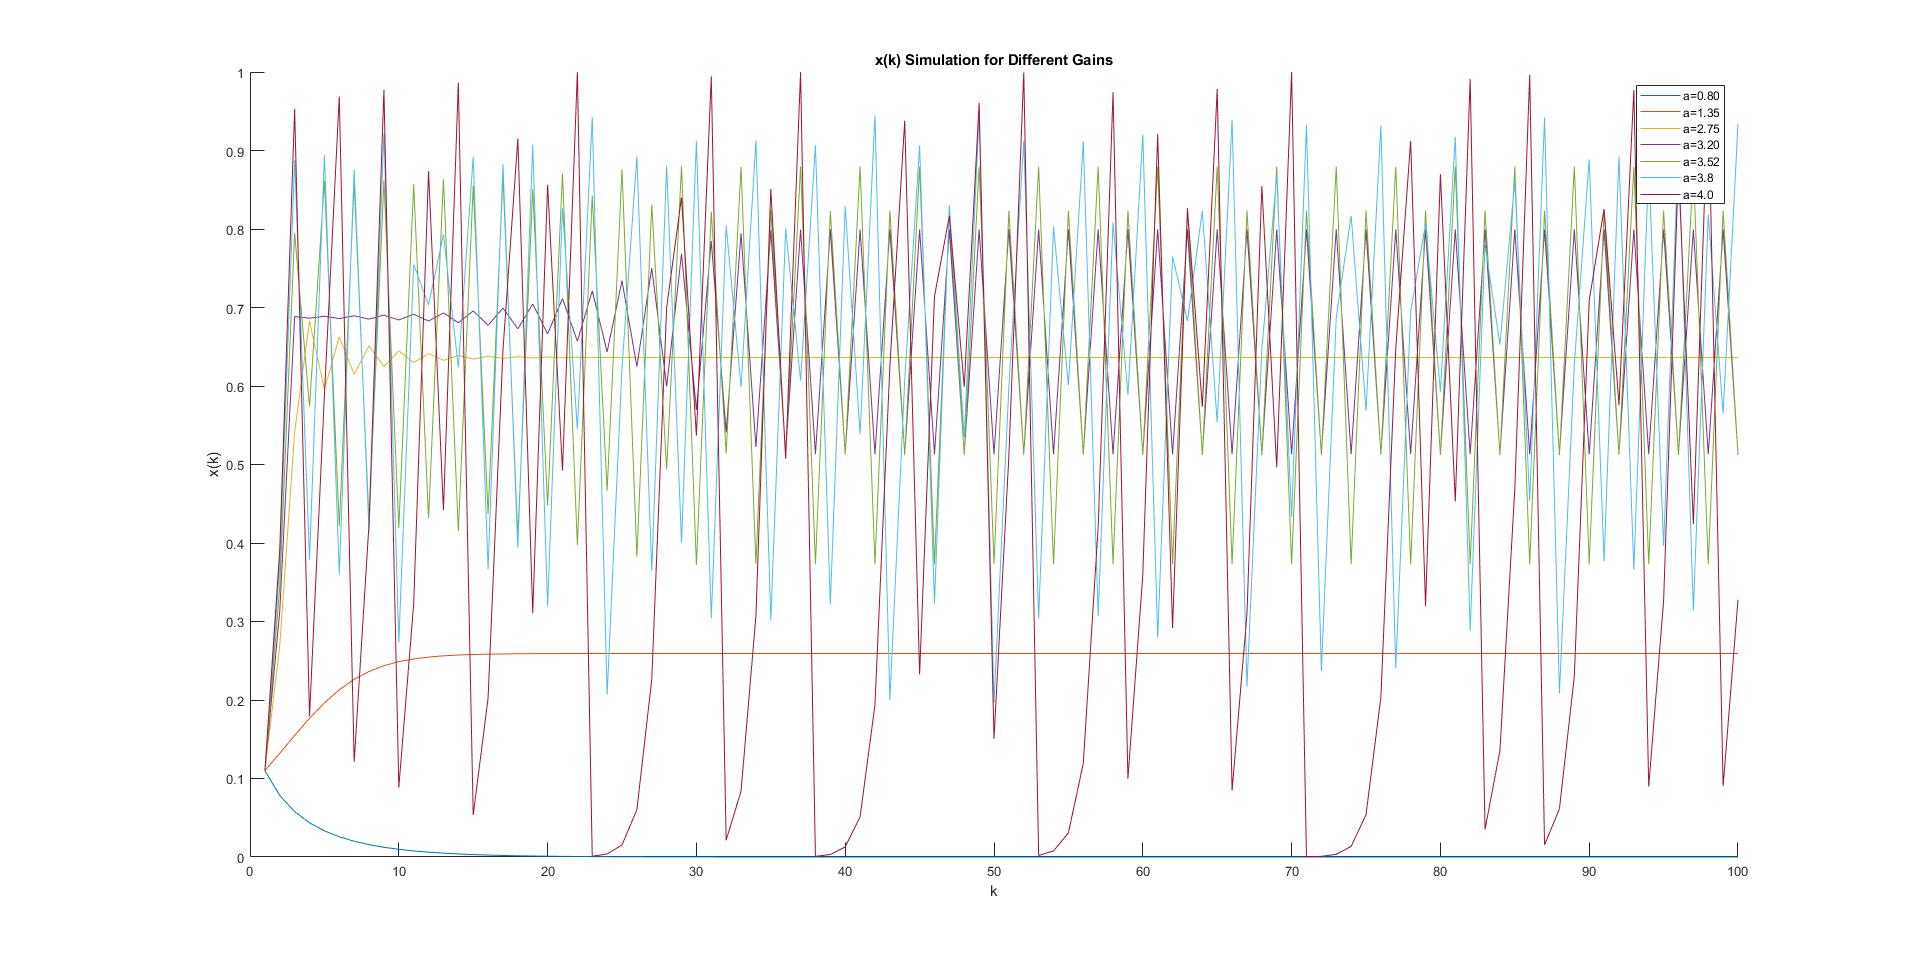 x(k) Simulation for Different Gains
1
0.9
0.8
0.7
0.6
0.5
0.4
0.3
0.2
0.1
0
x(k)
0 10 20 30 40 50 60 70 80 90 100
k
a=0.80
a=1.35
a=2.75
a=3.20
a=3.52
a=3.8
a=4.0